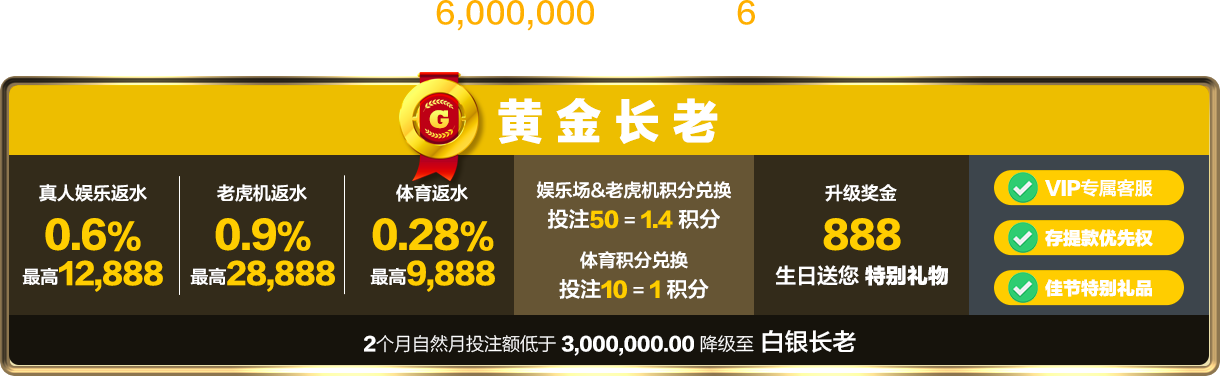 6,000,000 6
G
黄金长老
真人娱乐返水
0.6%
最高12,888
老虎机返水
0.9%
最高28,888
体育返水
0.28%
最高9,888
娱乐场&老虎机积分兑换
投注50 = 1.4 积分
体育积分兑换
投注10 = 1 积分
升级奖金
888
生日送您 特别礼物
VIP专属客服
存提款优先权
佳节特别礼品
2个月自然月投注额低于 3,000,000.00 降级至 白银长老